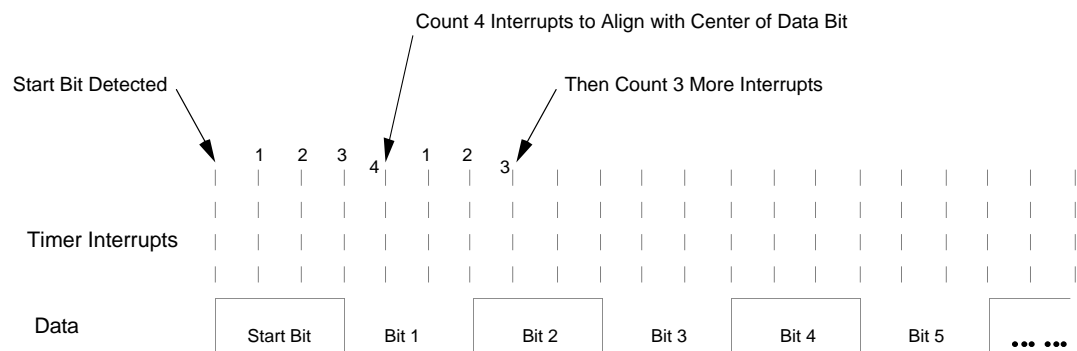 Count 4 Interrupts to Align with Center of Data Bit
Start Bit Detected
Then Count 3 More Interrupts
1 2 3 4 1 2 3
Timer Interrupts
Data
Start Bit Bit 1 Bit 2 Bit 3 Bit 4 Bit 5 ... ...